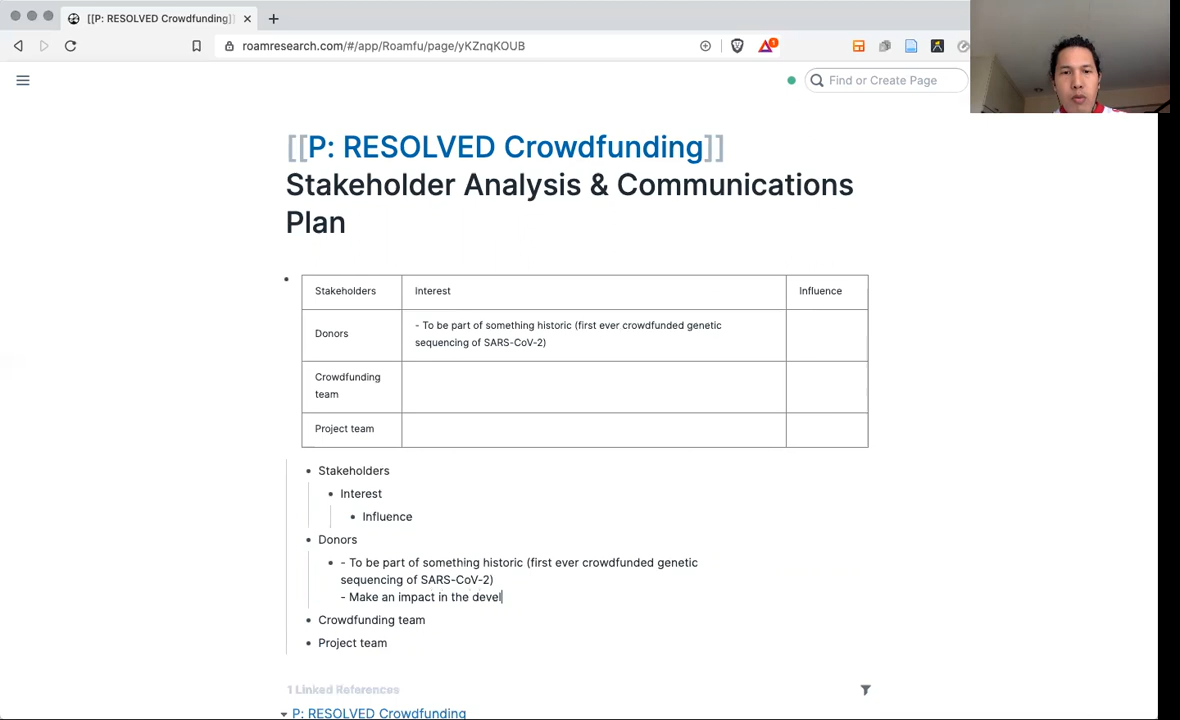 [[P: RESOLVED Crowdfunding]]
roamresearch.com/#/app/Roamfu/page/yKZnqKOUB
1
Find or Create Page
[[P: RESOLVED Crowdfunding]]
Stakeholder Analysis & Communications
Plan
Stakeholders Interest Influence
Donors - To be part of something historic (first ever crowdfunded genetic
sequencing of SARS-CoV-2)
Crowdfunding
team
Project team
Stakeholders
Interest
Influence
Donors
- To be part of something historic (first ever crowdfunded genetic
sequencing of SARS-CoV-2)
- Make an impact in the devel
Crowdfunding team
Project team
1 Linked References
P: RESOLVED Crowdfunding